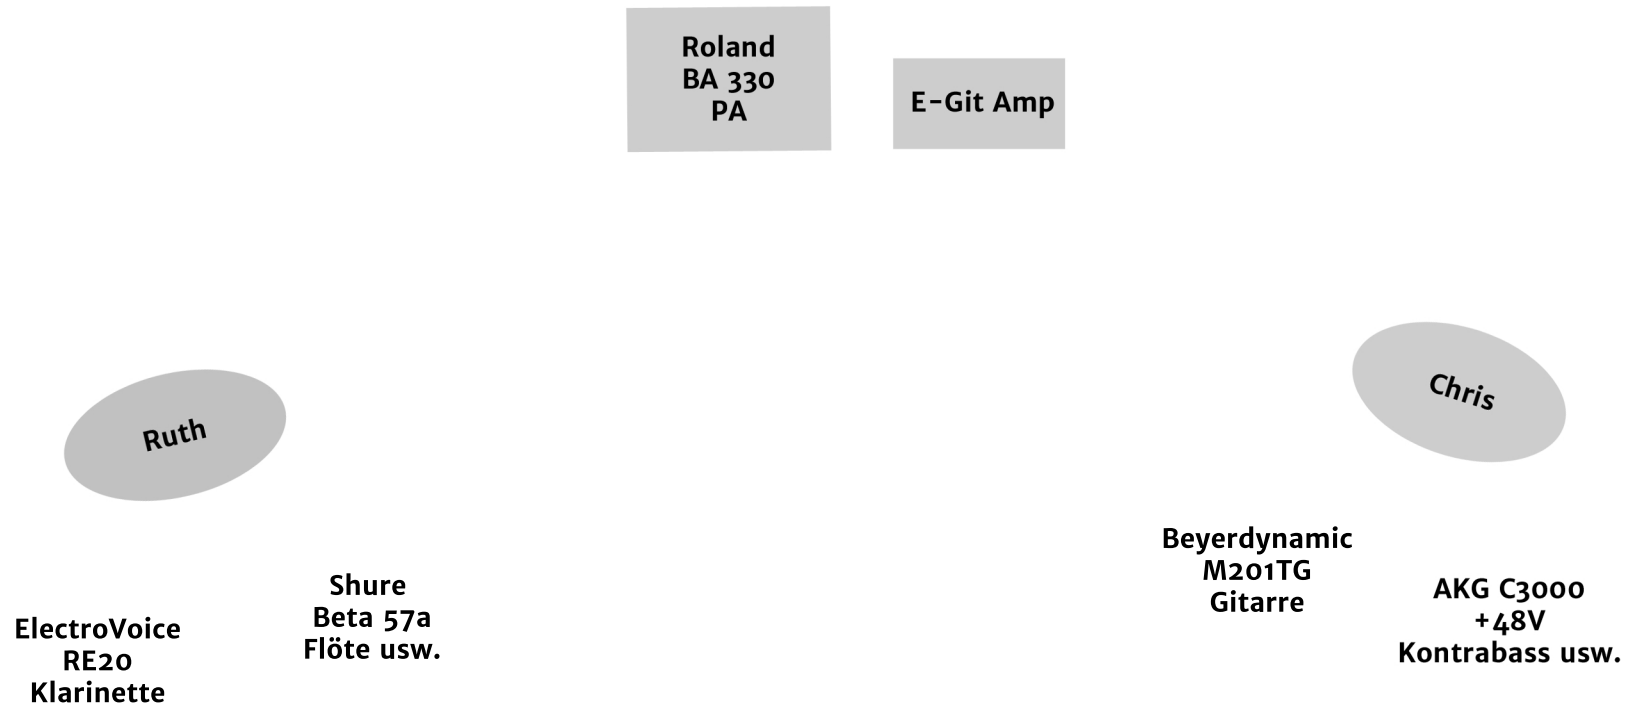 Roland
BA 330
PA
E-Git Amp
Ruth
Chris
ElectroVoice
RE20
Klarinette
Shure
Beta 57a
Flöte usw.
Beyerdynamic
M201TG
Gitarre
AKG C3000
+48V
Kontrabass usw.